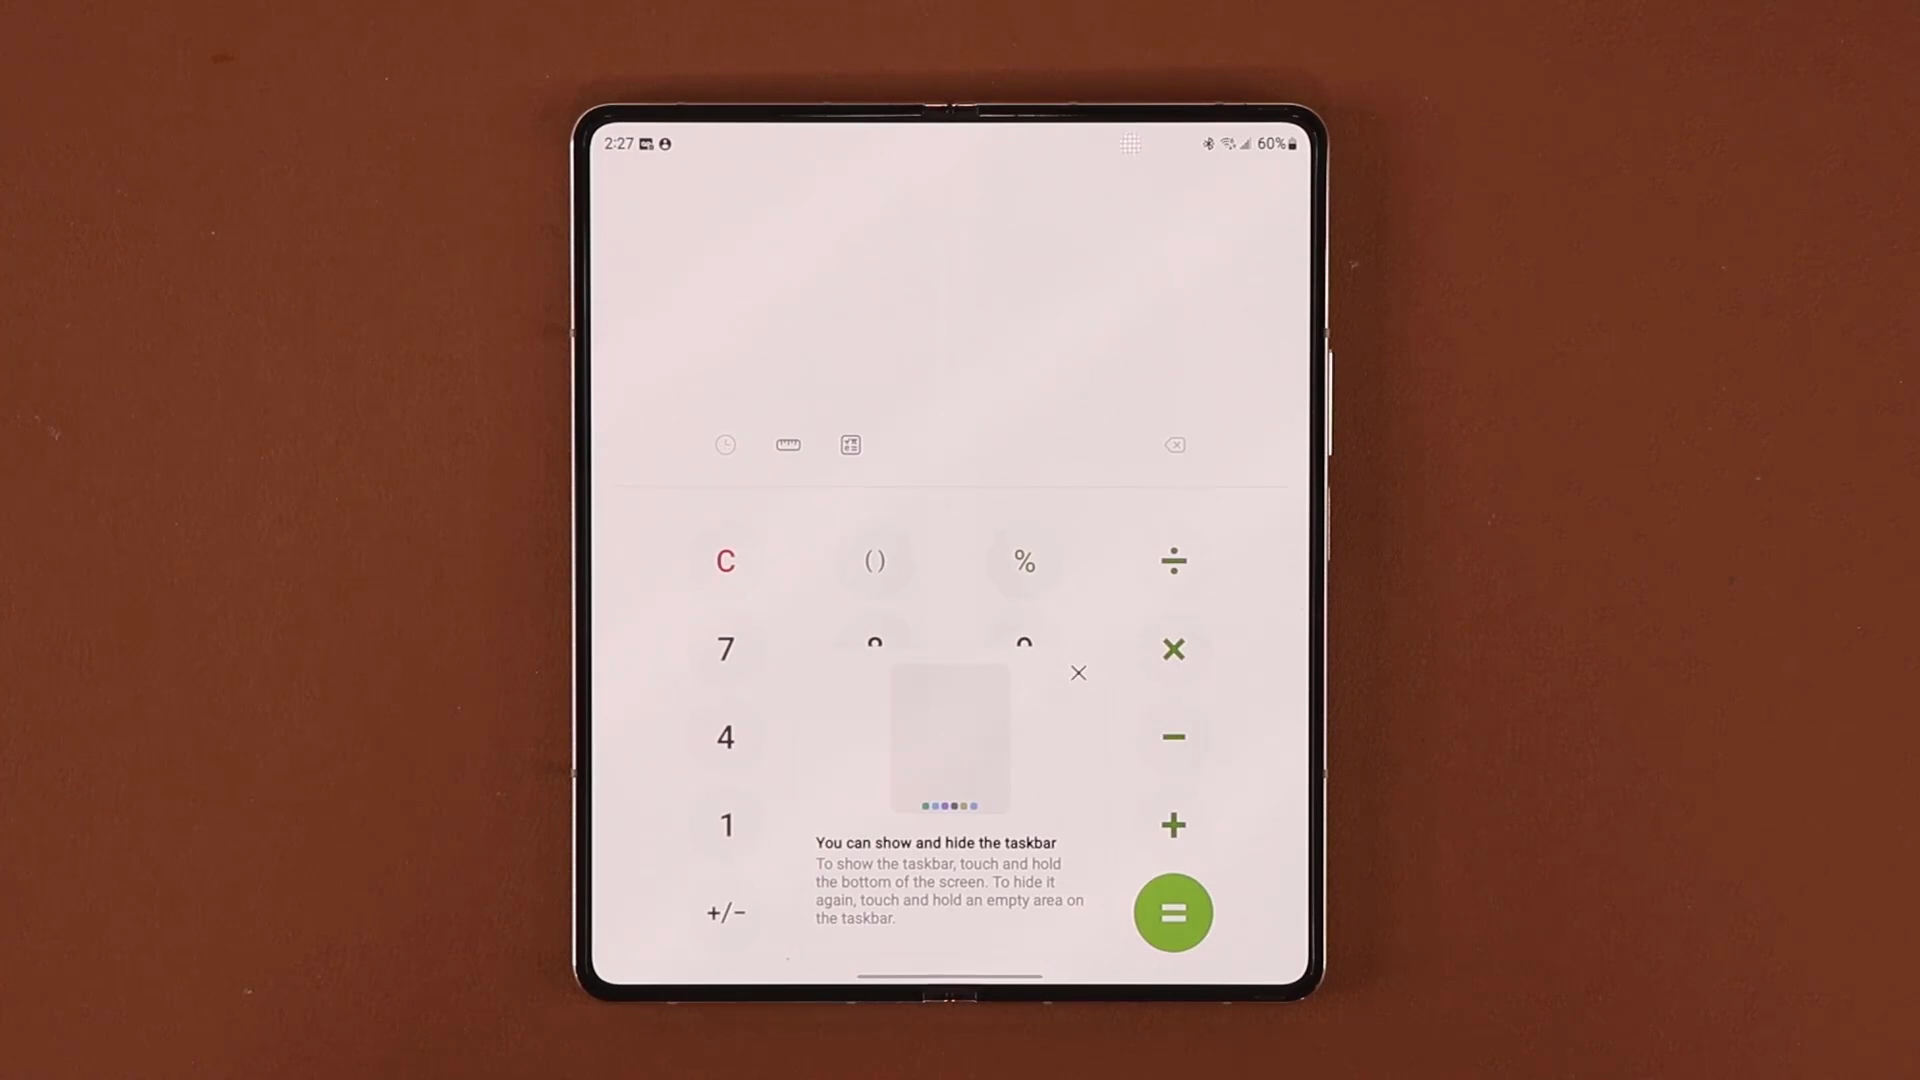 2:27
60%
C
()
%
÷
7
×
4
−
1
+
You can show and hide the taskbar
To show the taskbar, touch and hold
the bottom of the screen. To hide it
again, touch and hold an empty area on
the taskbar.
+/−
=